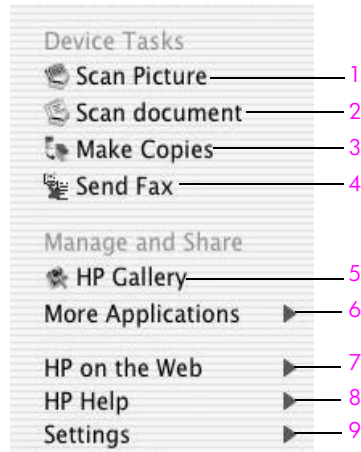 Device Tasks
Scan Picture 1
Scan document 2
Make Copies 3
Send Fax 4
Manage and Share
HP Gallery 5
More Applications 6
HP on the Web 7
HP Help 8
Settings 9